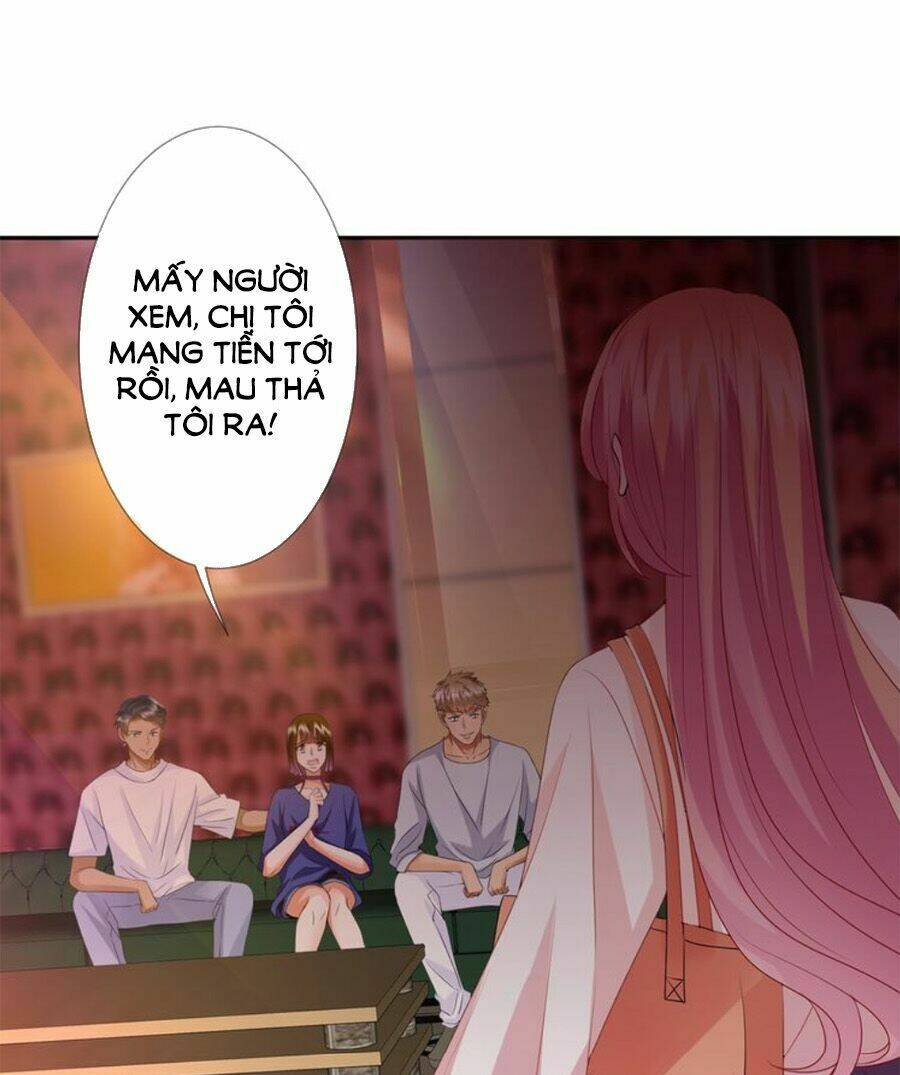 MẤY NGƯỜI
XEM, CHỊ TÔI
MANG TIỀN TỚI
RỒI, MAU THẢ
TÔI RA!